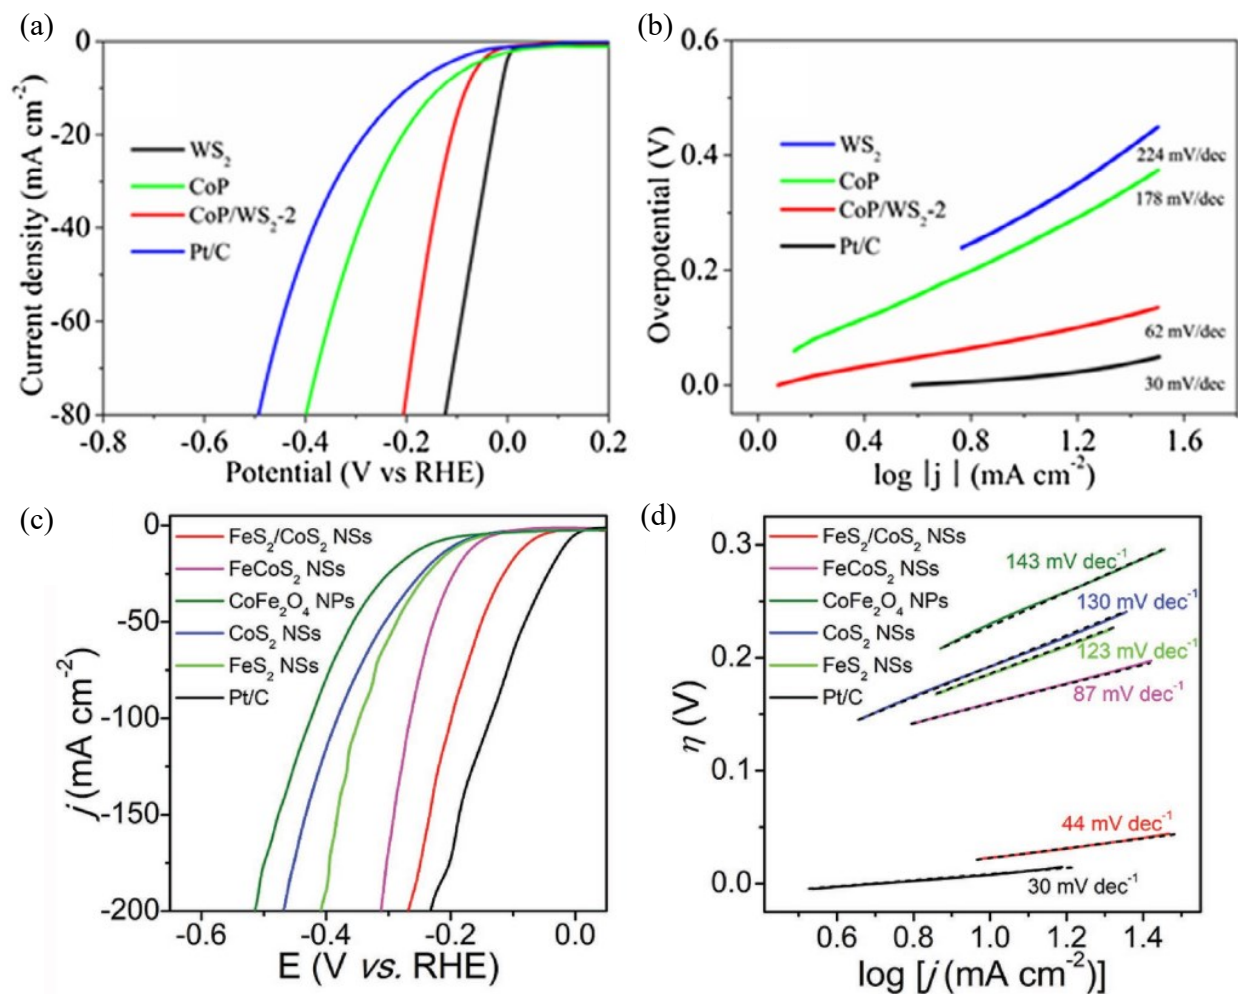 (a)
0
-20
-40
-60
-80
Current density (mA cm⁻²)
WS₂
CoP
CoP/WS₂-2
Pt/C
-0.8 -0.6 -0.4 -0.2 0.0 0.2
Potential (V vs RHE)
(b)
0.6
0.4
0.2
0.0
Overpotential (V)
WS₂
CoP
CoP/WS₂-2
Pt/C
224 mV/dec
178 mV/dec
62 mV/dec
30 mV/dec
0.0 0.4 0.8 1.2 1.6
log |j | (mA cm⁻²)
(c)
0
-50
-100
-150
-200
j (mA cm⁻²)
FeS₂/CoS₂ NSs
FeCoS₂ NSs
CoFe₂O₄ NPs
CoS₂ NSs
FeS₂ NSs
Pt/C
-0.6 -0.4 -0.2 0.0
E (V vs. RHE)
(d)
0.3
0.2
0.1
0.0
η (V)
FeS₂/CoS₂ NSs
FeCoS₂ NSs
CoFe₂O₄ NPs
CoS₂ NSs
FeS₂ NSs
Pt/C
143 mV dec⁻¹
130 mV dec⁻¹
123 mV dec⁻¹
87 mV dec⁻¹
44 mV dec⁻¹
30 mV dec⁻¹
0.6 0.8 1.0 1.2 1.4
log [j (mA cm⁻²)]